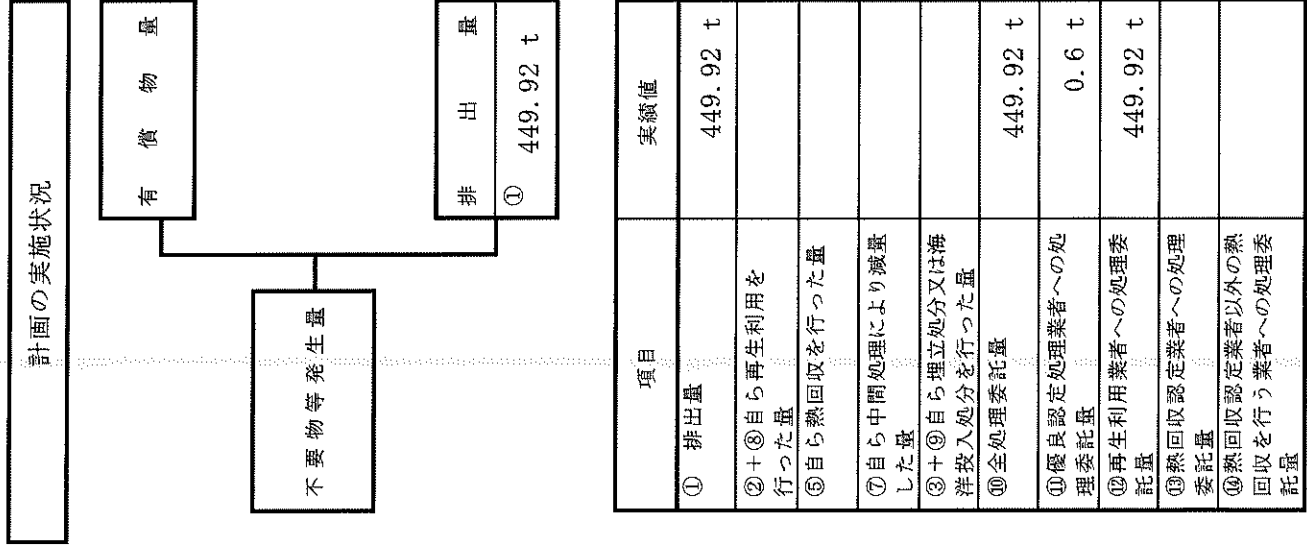 計画の実施状況
有償物量
不要物等発生量
排出量
① 449.92 t
項目 実績値
① 排出量 449.92 t
②+⑧自ら再生利用を
行った量
⑤自ら熱回収を行った量
⑦自ら中間処理により減量
した量
③+⑨自ら埋立処分又は海
洋投入処分を行った量
⑩全処理委託量 449.92 t
⑪優良認定処理業者への処
理委託量 0.6 t
⑫再生利用業者への処理委
託量 449.92 t
⑬熱回収認定業者への処理
委託量
⑭熱回収認定業者以外の熱
回収を行う業者への処理委
託量